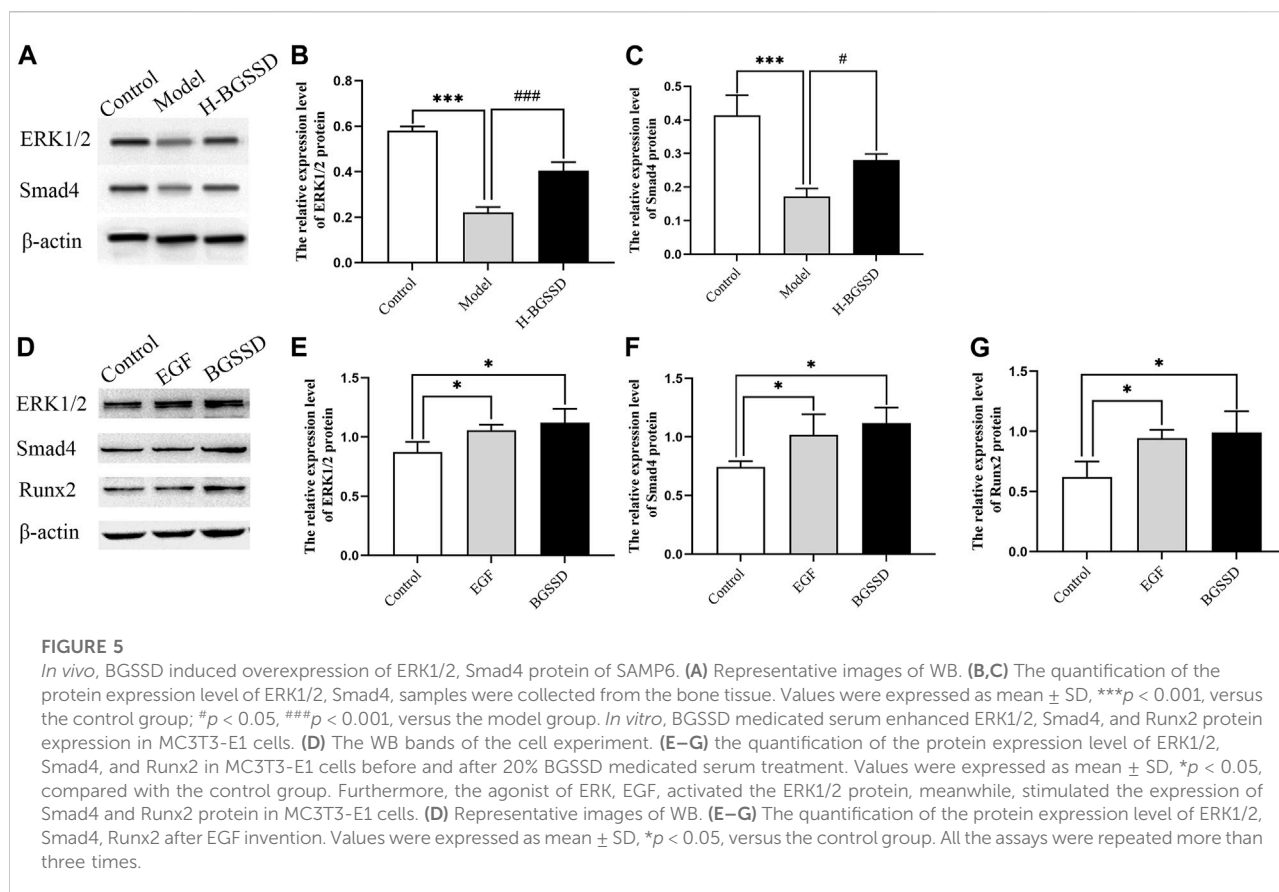 A
Control
Model
H-BGSSD
ERK1/2
Smad4
β-actin
B
The relative expression level
of ERK1/2 protein
0.8
0.6
0.4
0.2
0.0
***
###
Control
Model
H-BGSSD
C
The relative expression level
of Smad4 protein
0.5
0.4
0.3
0.2
0.1
0.0
***
#
Control
Model
H-BGSSD
D
Control
EGF
BGSSD
ERK1/2
Smad4
Runx2
β-actin
E
The relative expression level
of ERK1/2 protein
1.5
1.0
0.5
0.0
*
*
Control
EGF
BGSSD
F
The relative expression level
of Smad4 protein
1.5
1.0
0.5
0.0
*
*
Control
EGF
BGSSD
G
The relative expression level
of Runx2 protein
1.5
1.0
0.5
0.0
*
*
Control
EGF
BGSSD
FIGURE 5
In vivo, BGSSD induced overexpression of ERK1/2, Smad4 protein of SAMP6. (A) Representative images of WB. (B,C) The quantification of the
protein expression level of ERK1/2, Smad4, samples were collected from the bone tissue. Values were expressed as mean ± SD, ***p < 0.001, versus
the control group; #p < 0.05, ###p < 0.001, versus the model group. In vitro, BGSSD medicated serum enhanced ERK1/2, Smad4, and Runx2 protein
expression in MC3T3-E1 cells. (D) The WB bands of the cell experiment. (E–G) the quantification of the protein expression level of ERK1/2,
Smad4, and Runx2 in MC3T3-E1 cells before and after 20% BGSSD medicated serum treatment. Values were expressed as mean ± SD, *p < 0.05,
compared with the control group. Furthermore, the agonist of ERK, EGF, activated the ERK1/2 protein, meanwhile, stimulated the expression of
Smad4 and Runx2 protein in MC3T3-E1 cells. (D) Representative images of WB. (E–G) The quantification of the protein expression level of ERK1/2,
Smad4, Runx2 after EGF invention. Values were expressed as mean ± SD, *p < 0.05, versus the control group. All the assays were repeated more than
three times.